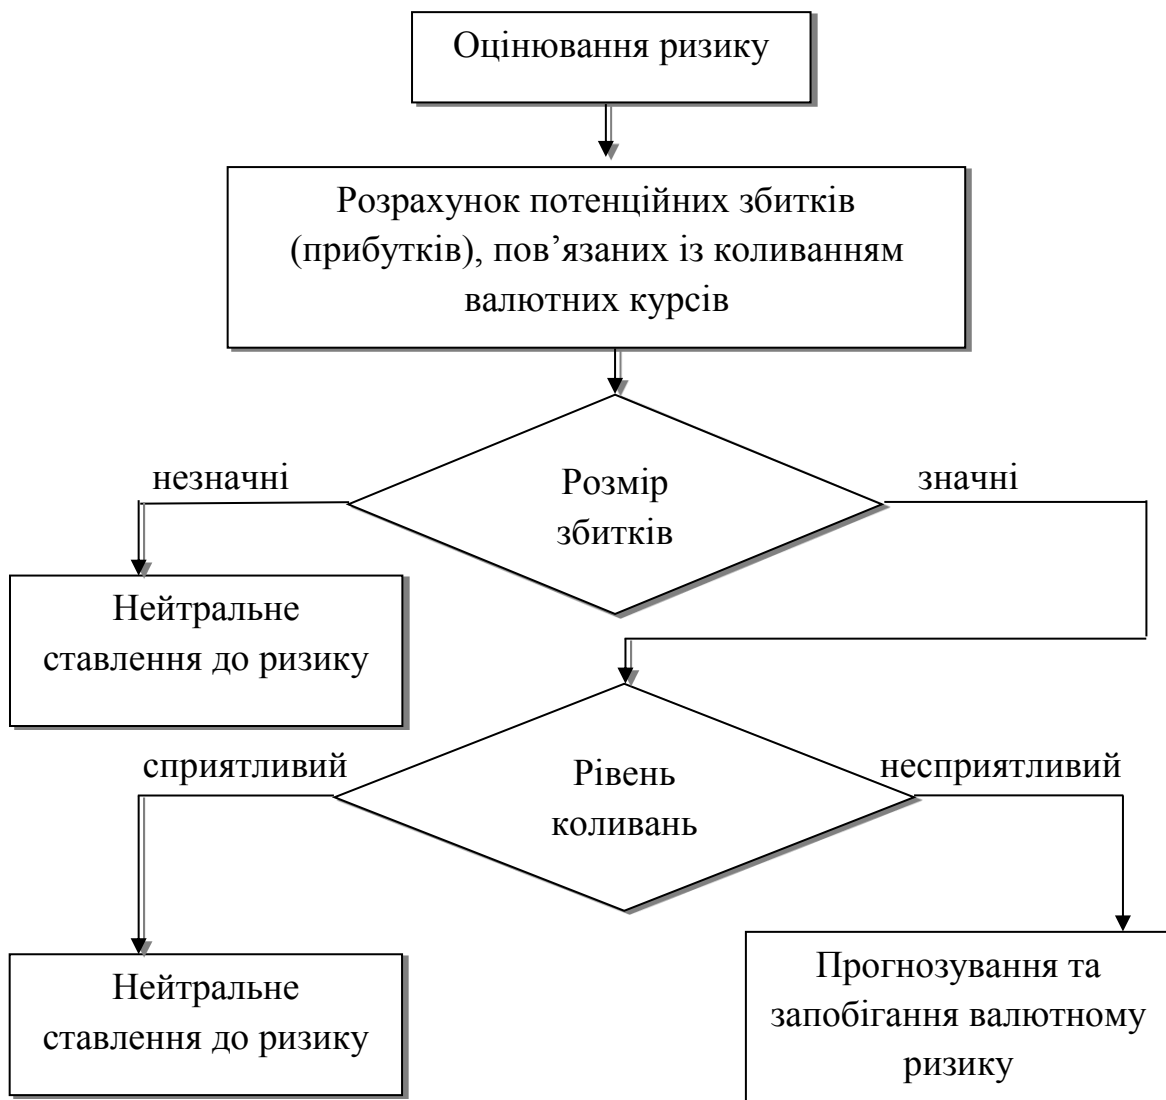 Оцінювання ризику
Розрахунок потенційних збитків
(прибутків), пов’язаних із коливанням
валютних курсів
незначні
Розмір
збитків
значні
Нейтральне
ставлення до ризику
сприятливий
Рівень
коливань
несприятливий
Нейтральне
ставлення до ризику
Прогнозування та
запобігання валютному
ризику